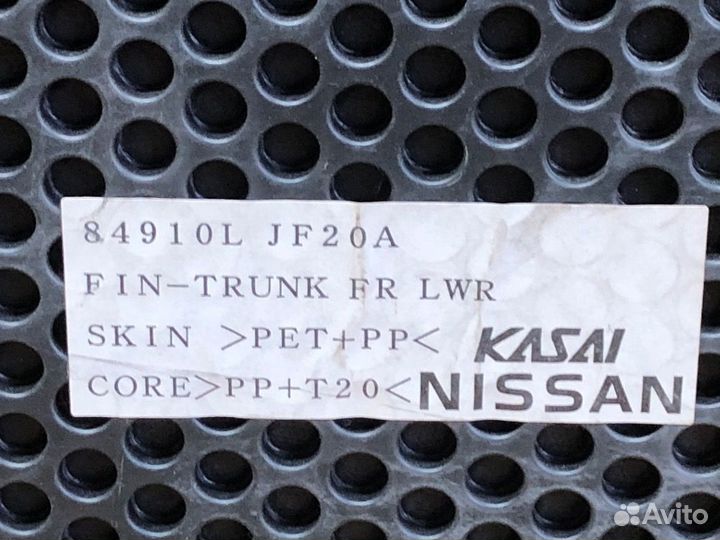 84910L JF20A
FIN-TRUNK FR LWR
SKIN >PET+PP< KASAI
CORE>PP+T20< NISSAN
Avito